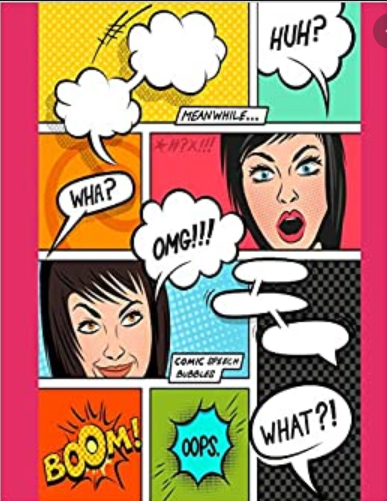 HUH?
MEANWHILE...
*#?X!!!
WHA?
OMG!!!
COMIC SPEECH
BUBBLES
BOOM!
OOPS.
WHAT?!